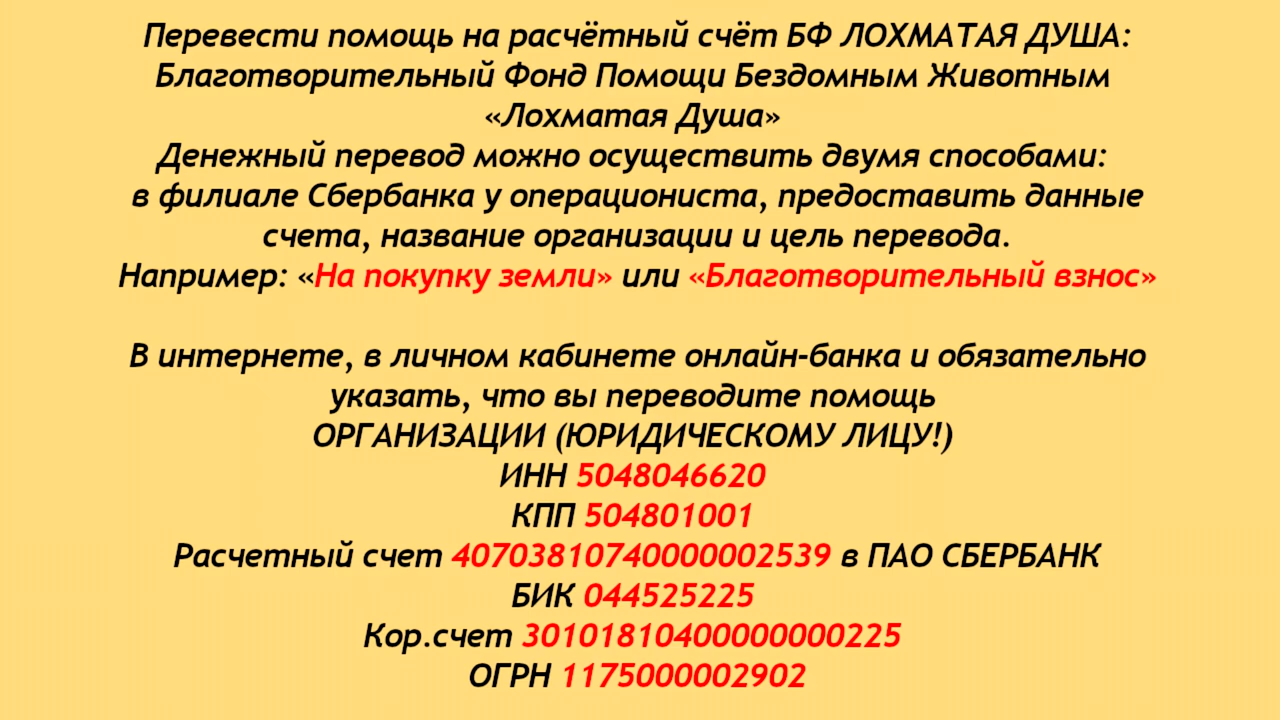 Перевести помощь на расчётный счёт БФ ЛОХМАТАЯ ДУША:
Благотворительный Фонд Помощи Бездомным Животным
«Лохматая Душа»
Денежный перевод можно осуществить двумя способами:
в филиале Сбербанка у операциониста, предоставить данные
счета, название организации и цель перевода.
Например: «На покупку земли» или «Благотворительный взнос»
В интернете, в личном кабинете онлайн-банка и обязательно
указать, что вы переводите помощь
ОРГАНИЗАЦИИ (ЮРИДИЧЕСКОМУ ЛИЦУ!)
ИНН 5048046620
КПП 504801001
Расчетный счет 40703810740000002539 в ПАО СБЕРБАНК
БИК 044525225
Кор.счет 30101810400000000225
ОГРН 1175000002902